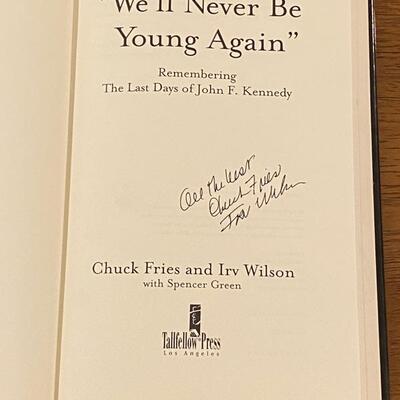 "We'll Never Be
Young Again"
Remembering
The Last Days of John F. Kennedy
All the best
Chuck Fries
Irv Wilson
Chuck Fries and Irv Wilson
with Spencer Green
Tallfellow Press
Los Angeles